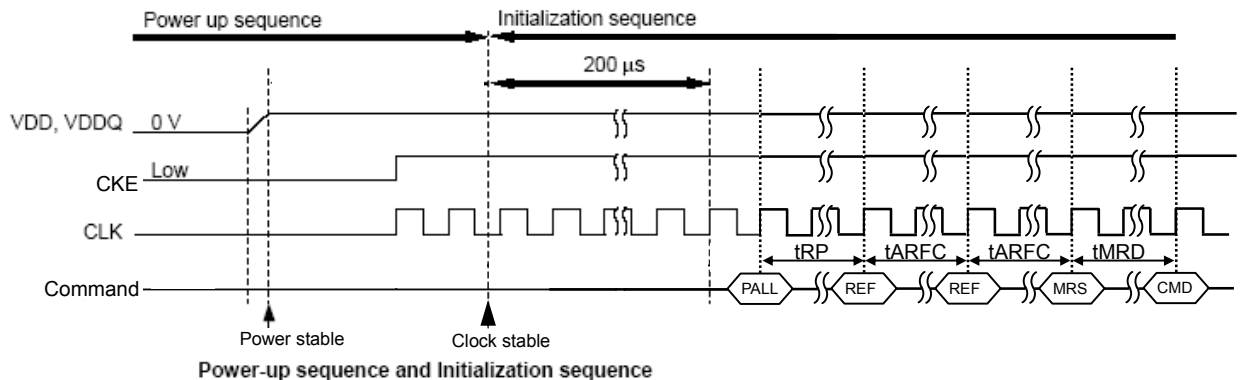 Power up sequence
Initialization sequence
200 μs
VDD, VDDQ 0 V
CKE Low
CLK
tRP tARFC tARFC tMRD
Command PALL REF REF MRS CMD
Power stable
Clock stable
Power-up sequence and Initialization sequence